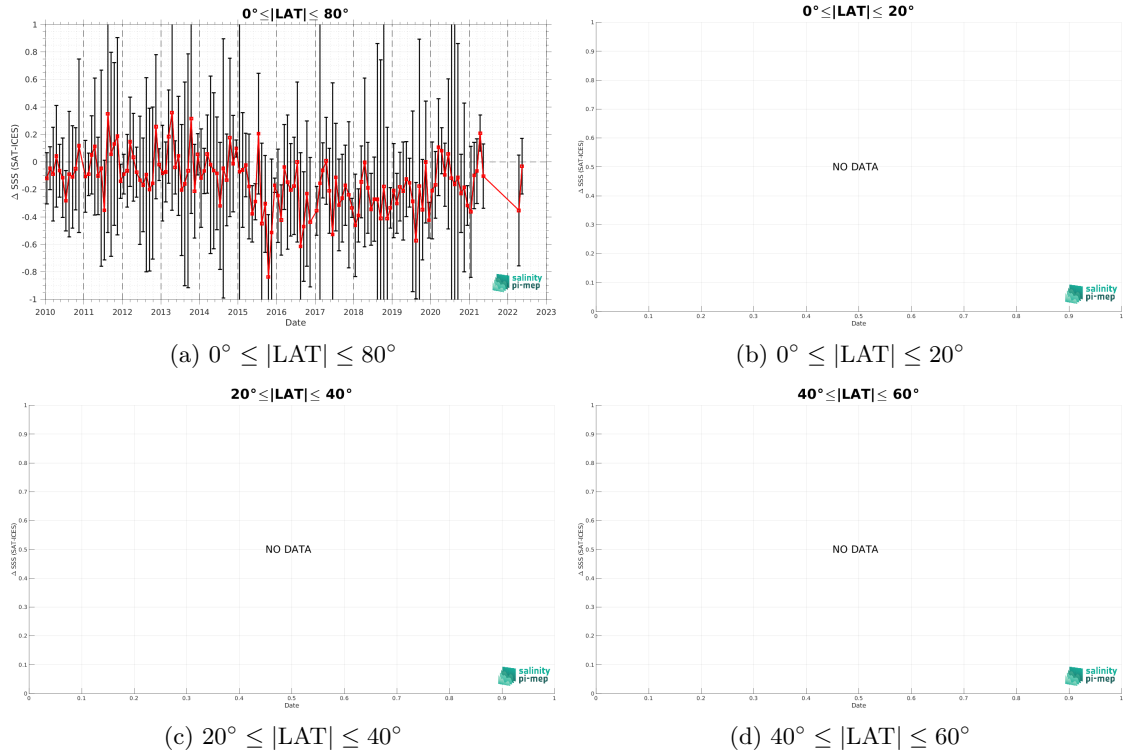 0°≤|LAT|≤ 80°
Δ SSS (SAT-ICES)
1
0.8
0.6
0.4
0.2
0
-0.2
-0.4
-0.6
-0.8
-1
2010 2011 2012 2013 2014 2015 2016 2017 2018 2019 2020 2021 2022 2023
Date
salinity
pi-mep
(a) 0° ≤ |LAT| ≤ 80°
0°≤|LAT|≤ 20°
Δ SSS (SAT-ICES)
1
0.9
0.8
0.7
0.6
0.5
0.4
0.3
0.2
0.1
0
NO DATA
0 0.1 0.2 0.3 0.4 0.5 0.6 0.7 0.8 0.9 1
Date
salinity
pi-mep
(b) 0° ≤ |LAT| ≤ 20°
20°≤|LAT|≤ 40°
Δ SSS (SAT-ICES)
1
0.9
0.8
0.7
0.6
0.5
0.4
0.3
0.2
0.1
0
NO DATA
0 0.1 0.2 0.3 0.4 0.5 0.6 0.7 0.8 0.9 1
Date
salinity
pi-mep
(c) 20° ≤ |LAT| ≤ 40°
40°≤|LAT|≤ 60°
Δ SSS (SAT-ICES)
1
0.9
0.8
0.7
0.6
0.5
0.4
0.3
0.2
0.1
0
NO DATA
0 0.1 0.2 0.3 0.4 0.5 0.6 0.7 0.8 0.9 1
Date
salinity
pi-mep
(d) 40° ≤ |LAT| ≤ 60°